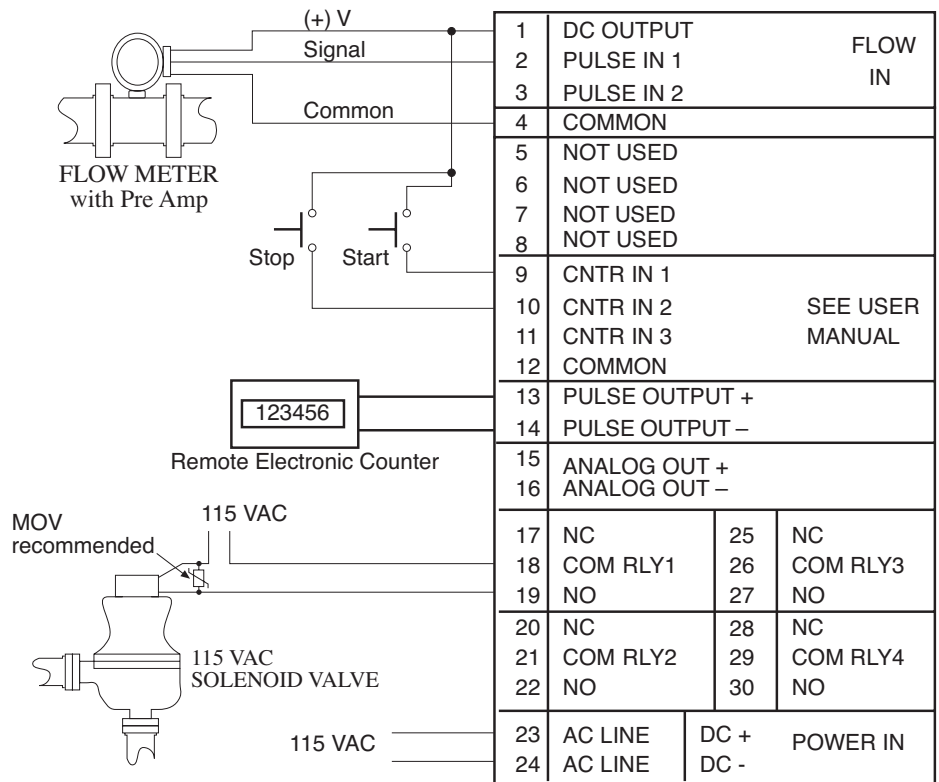 (+) V
Signal
Common
FLOW METER
with Pre Amp
Stop
Start
123456
Remote Electronic Counter
MOV
recommended
115 VAC
115 VAC
SOLENOID VALVE
115 VAC
1 DC OUTPUT
2 PULSE IN 1
3 PULSE IN 2
FLOW
IN
4 COMMON
5 NOT USED
6 NOT USED
7 NOT USED
8 NOT USED
9 CNTR IN 1
10 CNTR IN 2 SEE USER
11 CNTR IN 3 MANUAL
12 COMMON
13 PULSE OUTPUT +
14 PULSE OUTPUT –
15 ANALOG OUT +
16 ANALOG OUT –
17 NC 25 NC
18 COM RLY1 26 COM RLY3
19 NO 27 NO
20 NC 28 NC
21 COM RLY2 29 COM RLY4
22 NO 30 NO
23 AC LINE DC + POWER IN
24 AC LINE DC -